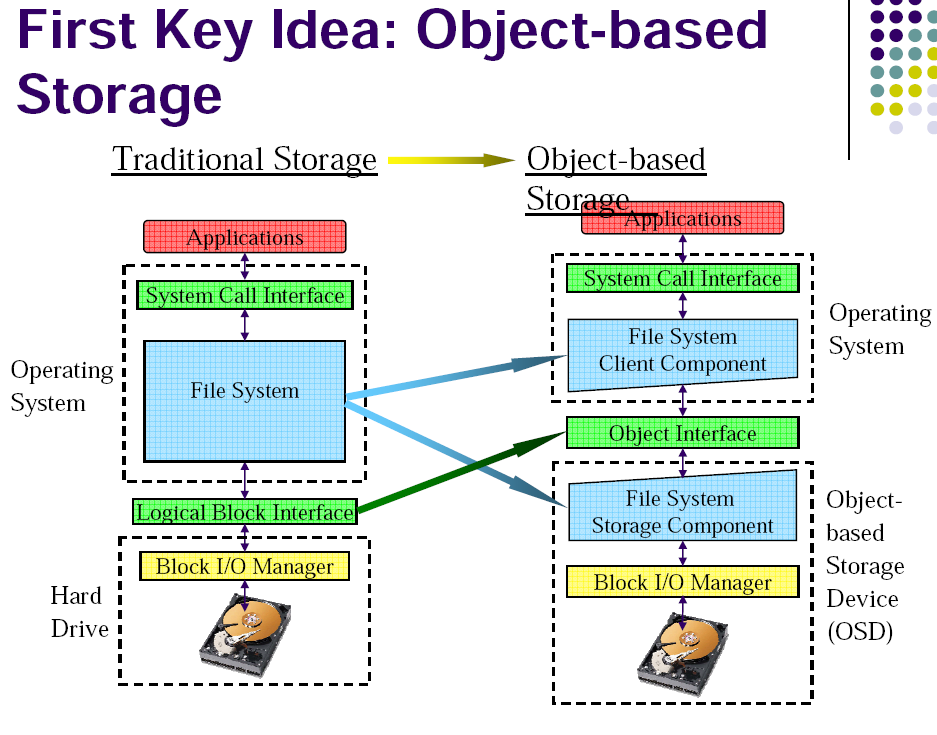 First Key Idea: Object-based
Storage
Traditional Storage
Object-based
Storage
Applications
System Call Interface
File System
Operating
System
Logical Block Interface
Block I/O Manager
Hard
Drive
Applications
System Call Interface
File System
Client Component
Operating
System
Object Interface
File System
Storage Component
Block I/O Manager
Object-
based
Storage
Device
(OSD)